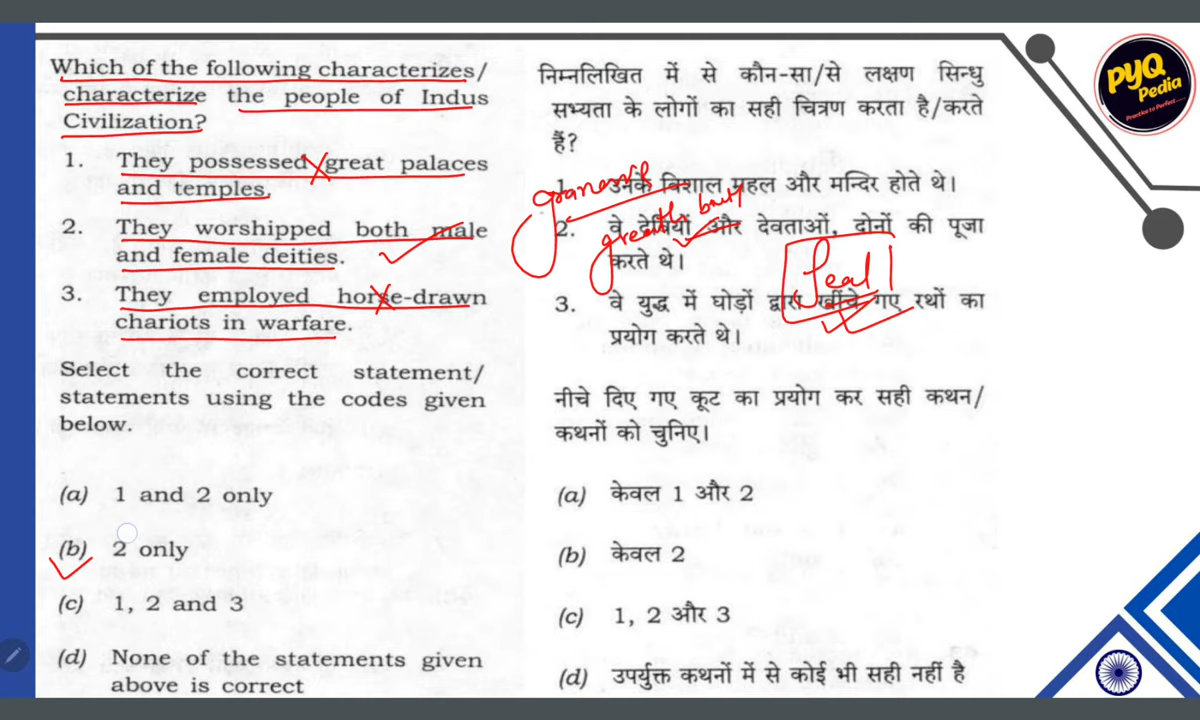 Which of the following characterizes/
characterize the people of Indus
Civilization?
1. They possessed great palaces
and temples.
2. They worshipped both male
and female deities.
3. They employed horse-drawn
chariots in warfare.
Select the correct statement/
statements using the codes given
below.
(a) 1 and 2 only
(b) 2 only
(c) 1, 2 and 3
(d) None of the statements given
above is correct
निम्नलिखित में से कौन-सा/से लक्षण सिन्धु
सभ्यता के लोगों का सही चित्रण करता है/करते
हैं?
1. उनके विशाल महल और मन्दिर होते थे।
2. वे देवियों और देवताओं, दोनों की पूजा
करते थे।
3. वे युद्ध में घोड़ों द्वारा खींचे गए रथों का
प्रयोग करते थे।
नीचे दिए गए कूट का प्रयोग कर सही कथन/
कथनों को चुनिए।
(a) केवल 1 और 2
(b) केवल 2
(c) 1, 2 और 3
(d) उपर्युक्त कथनों में से कोई भी सही नहीं है
great bath
Seal
PYQ
Pedia
Practice to Perfect